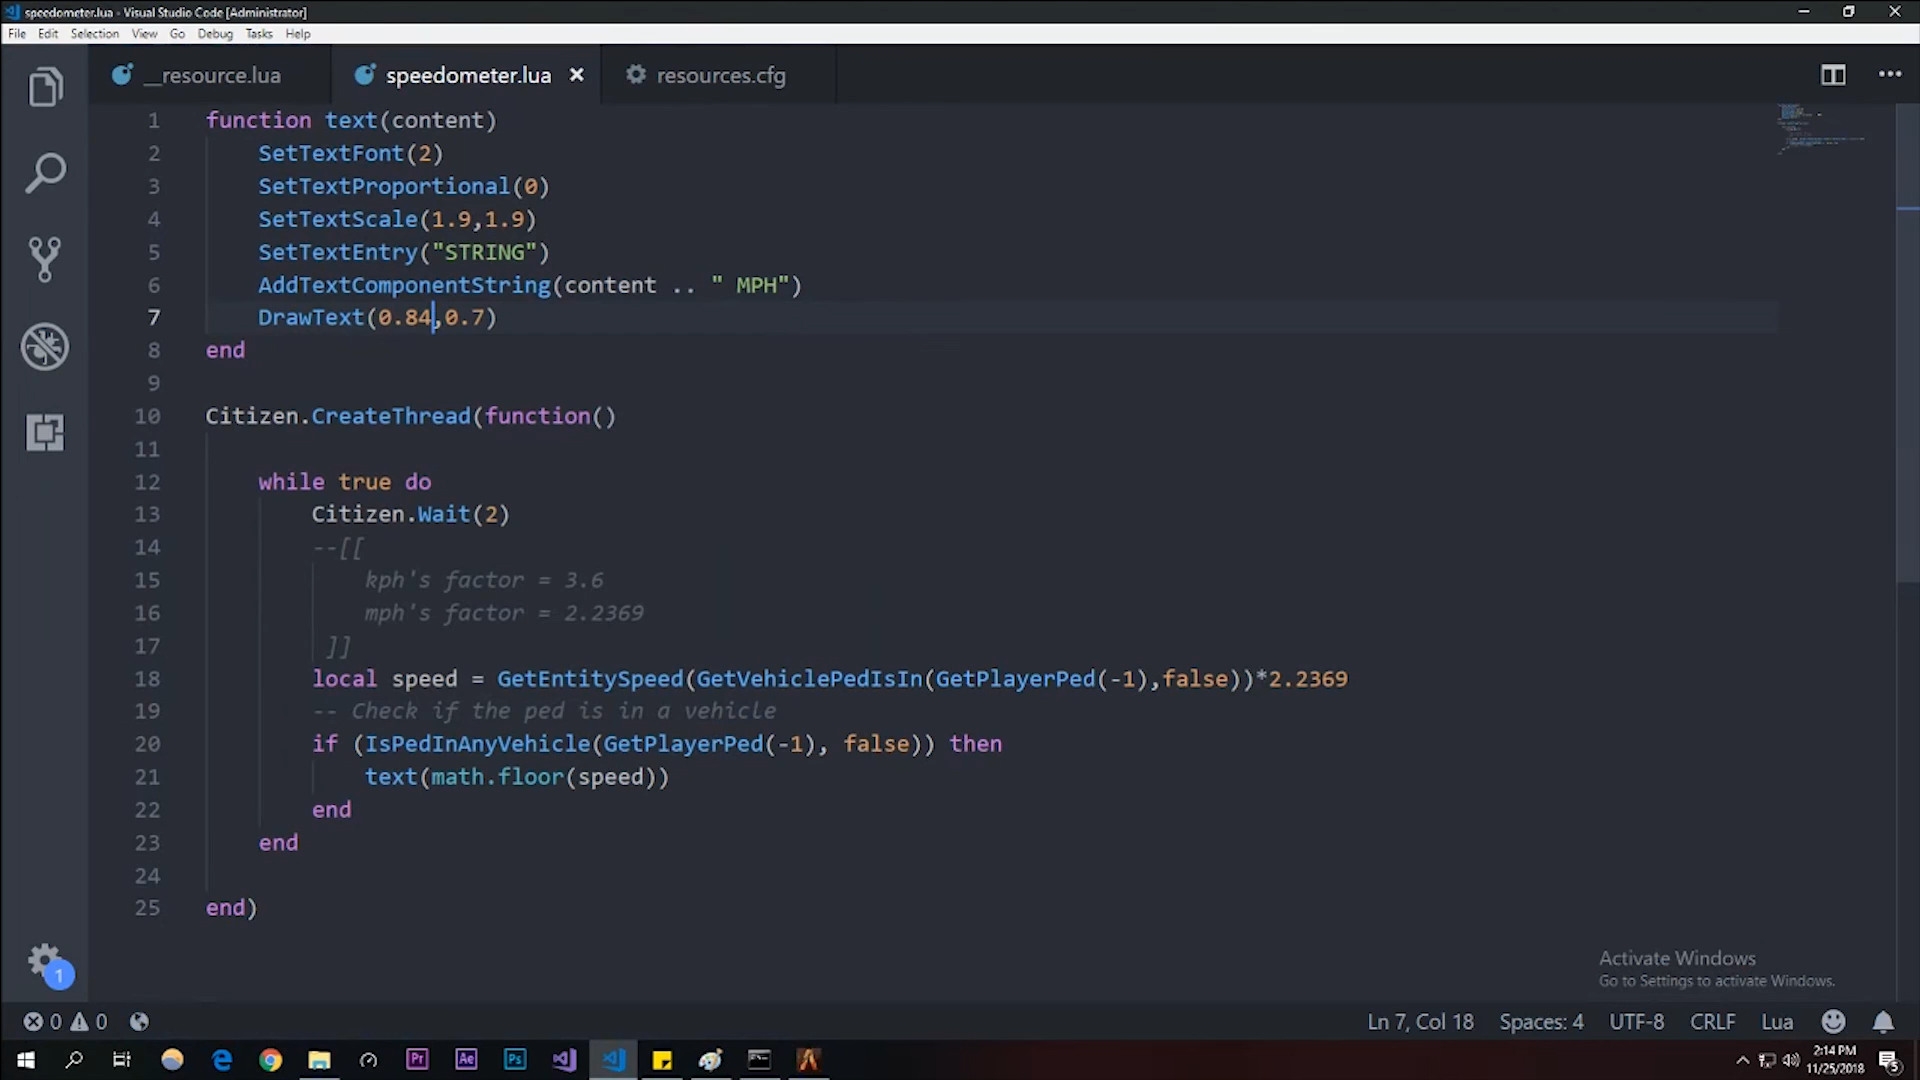 speedometer.lua - Visual Studio Code [Administrator]
File Edit Selection View Go Debug Tasks Help
__resource.lua speedometer.lua × resources.cfg
1 function text(content)
2 SetTextFont(2)
3 SetTextProportional(0)
4 SetTextScale(1.9,1.9)
5 SetTextEntry("STRING")
6 AddTextComponentString(content .. " MPH")
7 DrawText(0.84,0.7)
8 end
9
10 Citizen.CreateThread(function()
11
12 while true do
13 Citizen.Wait(2)
14 --[[
15 kph's factor = 3.6
16 mph's factor = 2.2369
17 ]]
18 local speed = GetEntitySpeed(GetVehiclePedIsIn(GetPlayerPed(-1),false))*2.2369
19 -- Check if the ped is in a vehicle
20 if (IsPedInAnyVehicle(GetPlayerPed(-1), false)) then
21 text(math.floor(speed))
22 end
23 end
24
25 end)
1
Activate Windows
Go to Settings to activate Windows.
0 0 Ln 7, Col 18 Spaces: 4 UTF-8 CRLF Lua
Pr Ae Ps
2:14 PM
11/25/2018
5